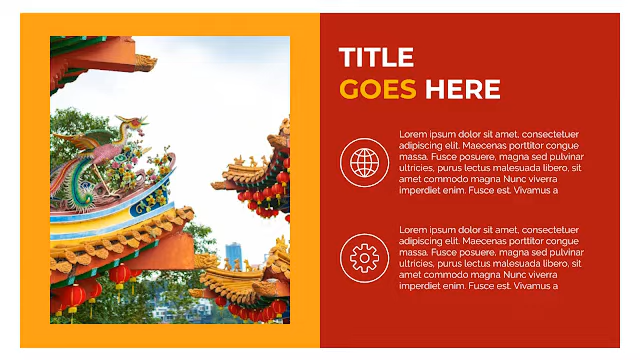 TITLE
GOES HERE
Lorem ipsum dolor sit amet, consectetuer
adipiscing elit. Maecenas porttitor congue
massa. Fusce posuere, magna sed pulvinar
ultricies, purus lectus malesuada libero, sit
amet commodo magna Nunc viverra
imperdiet enim. Fusce est. Vivamus a
Lorem ipsum dolor sit amet, consectetuer
adipiscing elit. Maecenas porttitor congue
massa. Fusce posuere, magna sed pulvinar
ultricies, purus lectus malesuada libero, sit
amet commodo magna Nunc viverra
imperdiet enim. Fusce est. Vivamus a